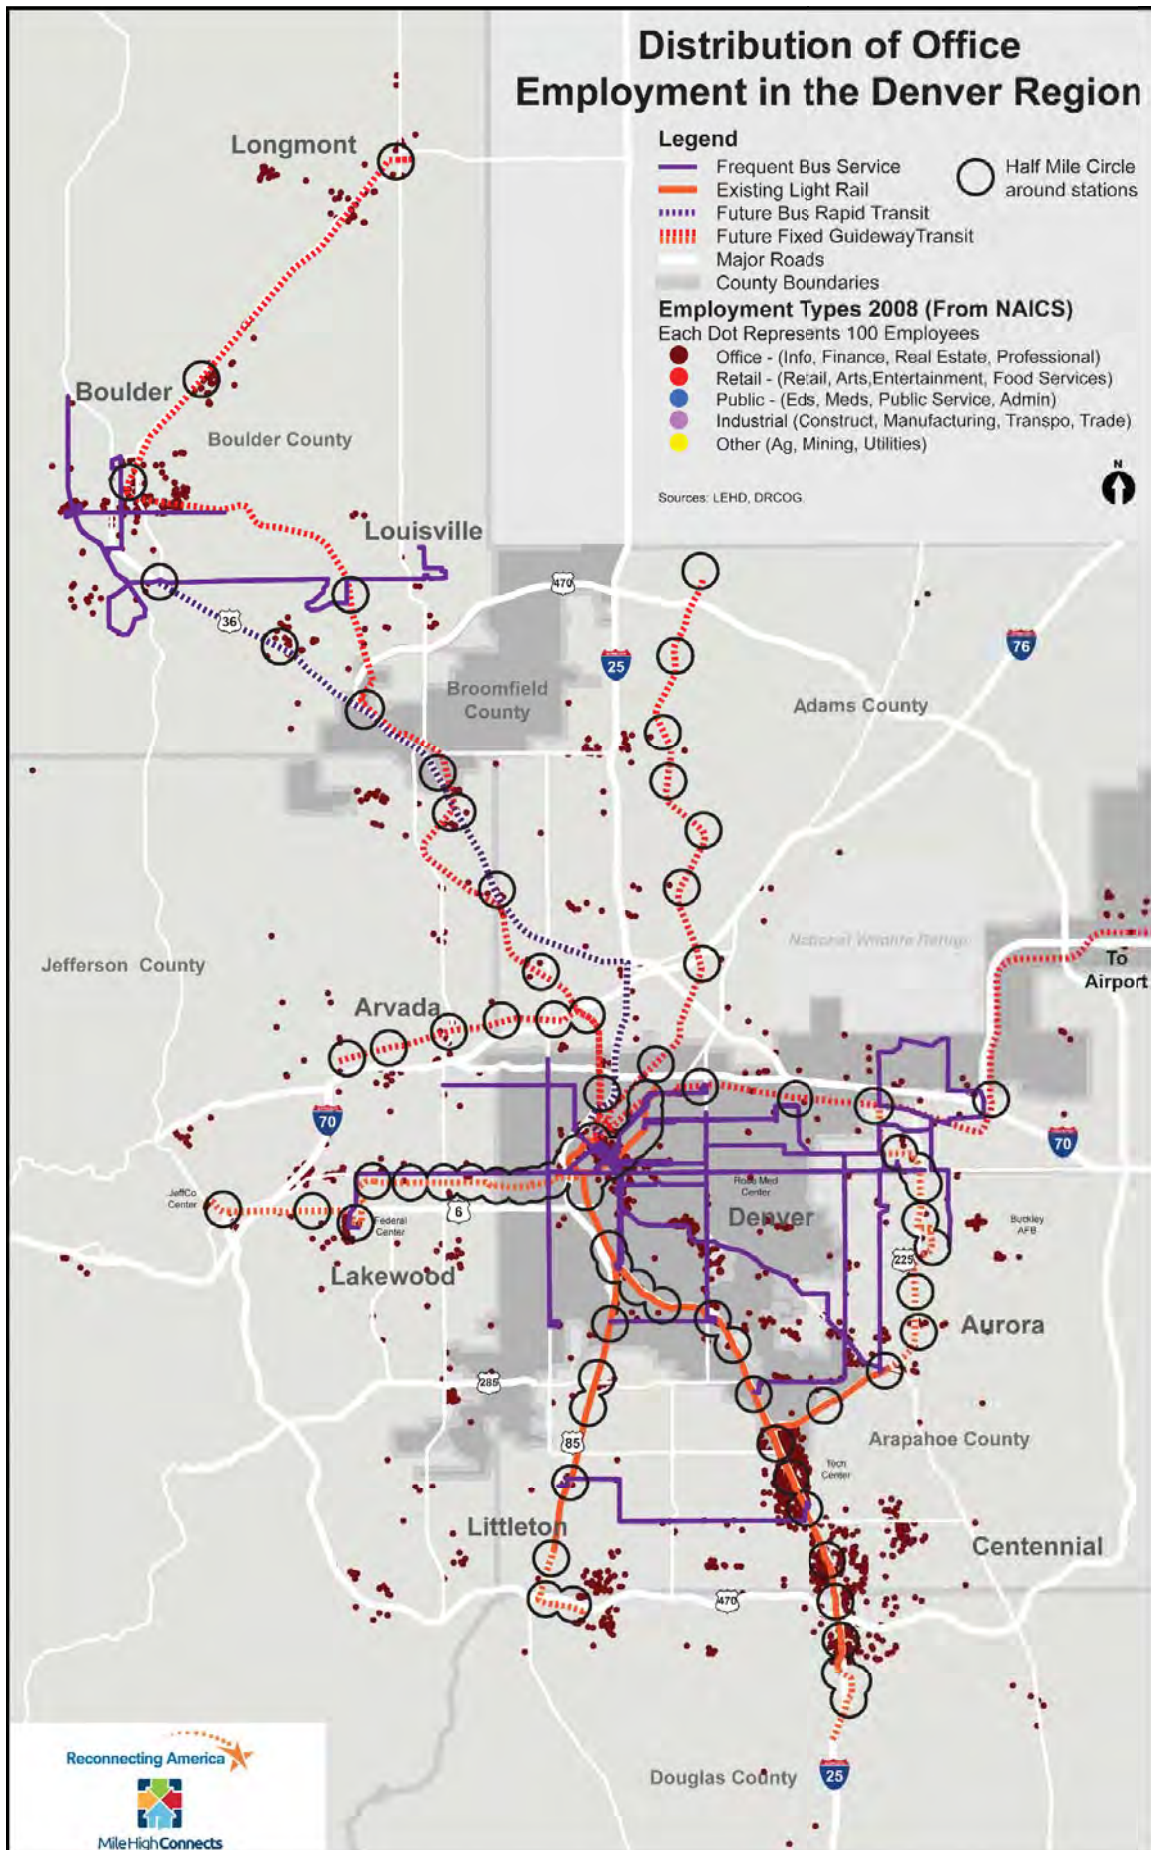 Distribution of Office
Employment in the Denver Region
Legend
Frequent Bus Service
Existing Light Rail
Future Bus Rapid Transit
Future Fixed GuidewayTransit
Major Roads
County Boundaries
Half Mile Circle
around stations
Employment Types 2008 (From NAICS)
Each Dot Represents 100 Employees
Office - (Info, Finance, Real Estate, Professional)
Retail - (Retail, Arts,Entertainment, Food Services)
Public - (Eds, Meds, Public Service, Admin)
Industrial (Construct, Manufacturing, Transpo, Trade)
Other (Ag, Mining, Utilities)
Sources: LEHD, DRCOG
N
Longmont
Boulder
Boulder County
Louisville
470
36
25
76
Broomfield
County
Adams County
National Wildlife Refuge
Jefferson County
To
Airport
Arvada
70
70
JeffCo
Center
Federal
Center
6
Rose Med
Center
Denver
Buckley
AFB
225
Lakewood
Aurora
285
85
Arapahoe County
Tech
Center
Littleton
Centennial
470
Douglas County
25
Reconnecting America
MileHighConnects